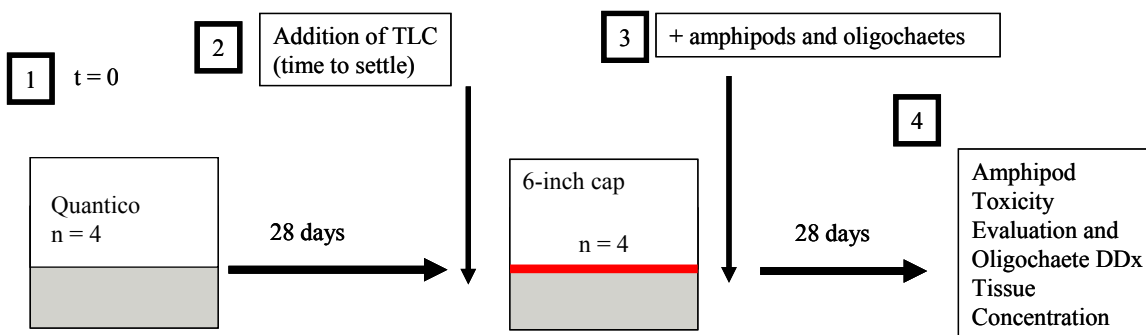 1
t = 0
2
Addition of TLC
(time to settle)
3
+ amphipods and oligochaetes
4
Quantico
n = 4
28 days
6-inch cap
n = 4
28 days
Amphipod
Toxicity
Evaluation and
Oligochaete DDx
Tissue
Concentration